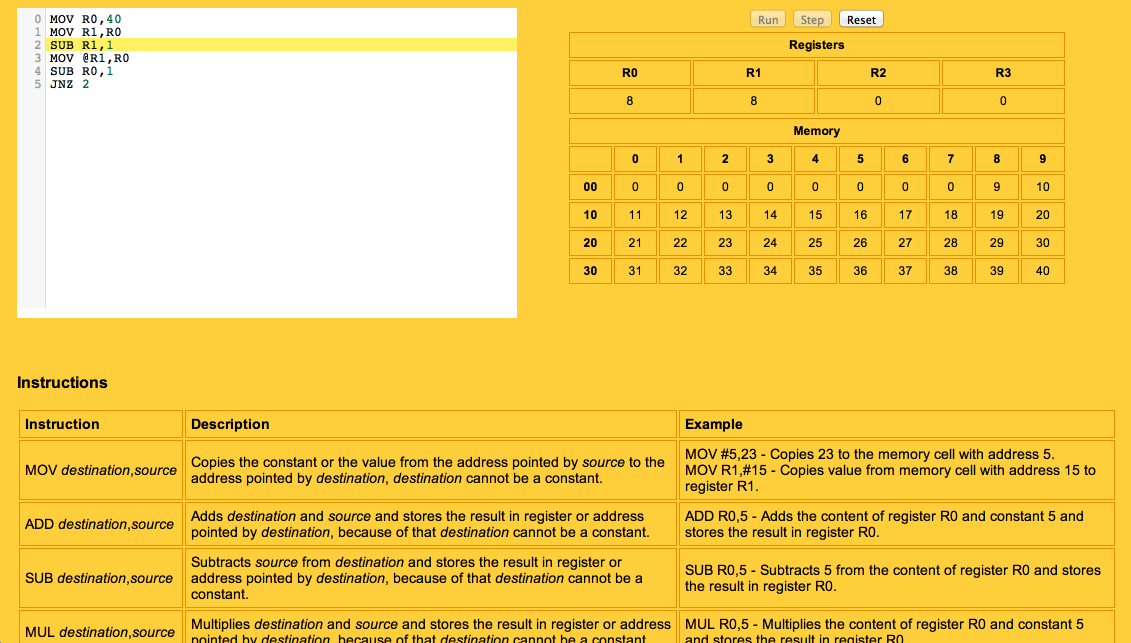 0 MOV R0,40
1 MOV R1,R0
2 SUB R1,1
3 MOV @R1,R0
4 SUB R0,1
5 JNZ 2
Run Step Reset
Registers
R0 R1 R2 R3
8 8 0 0
Memory
0 1 2 3 4 5 6 7 8 9
00 0 0 0 0 0 0 0 0 9 10
10 11 12 13 14 15 16 17 18 19 20
20 21 22 23 24 25 26 27 28 29 30
30 31 32 33 34 35 36 37 38 39 40
Instructions
Instruction Description Example
MOV destination,source
Copies the constant or the value from the address pointed by source to the
address pointed by destination, destination cannot be a constant.
MOV #5,23 - Copies 23 to the memory cell with address 5.
MOV R1,#15 - Copies value from memory cell with address 15 to
register R1.
ADD destination,source
Adds destination and source and stores the result in register or address
pointed by destination, because of that destination cannot be a constant.
ADD R0,5 - Adds the content of register R0 and constant 5 and
stores the result in register R0.
SUB destination,source
Subtracts source from destination and stores the result in register or
address pointed by destination, because of that destination cannot be a
constant.
SUB R0,5 - Subtracts 5 from the content of register R0 and stores
the result in register R0.
MUL destination,source
Multiplies destination and source and stores the result in register or address
pointed by destination, because of that destination cannot be a constant.
MUL R0,5 - Multiplies the content of register R0 and constant 5
and stores the result in register R0.